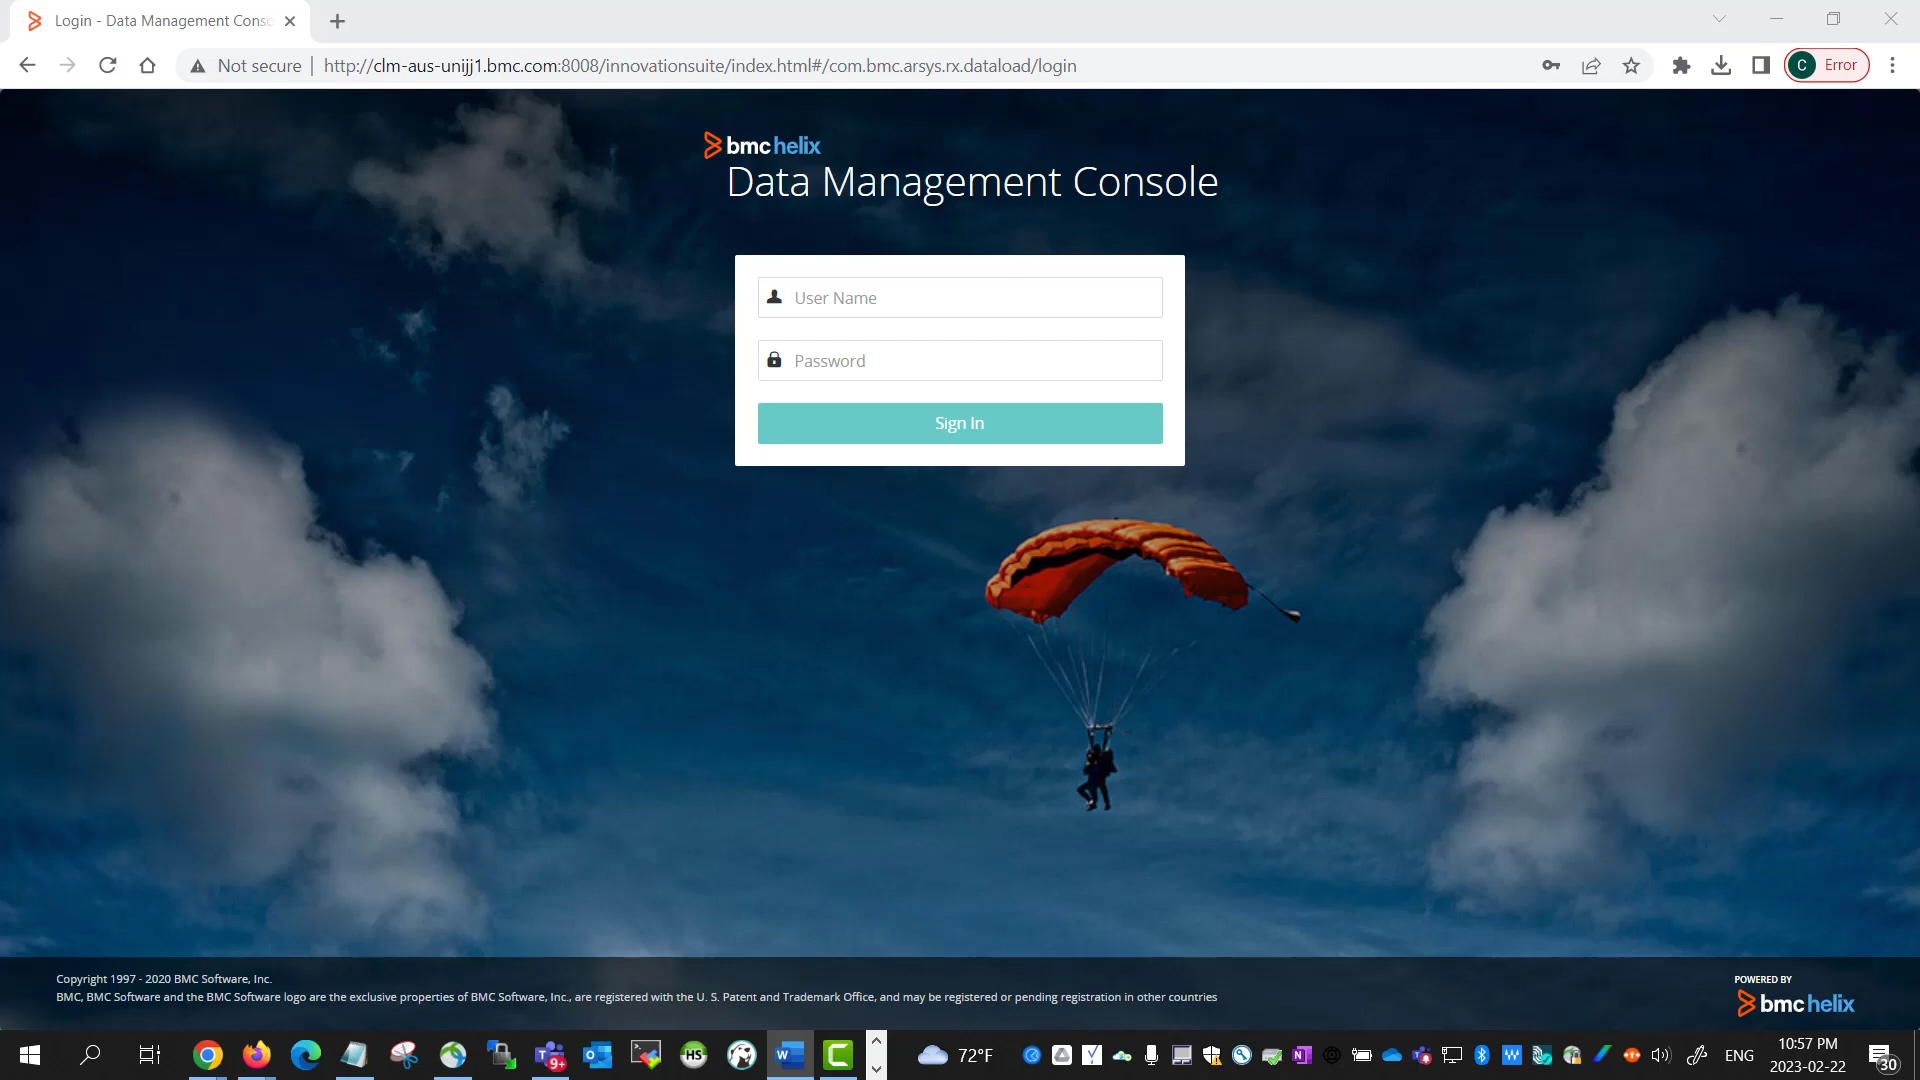 Login - Data Management Conso
Not secure
http://clm-aus-unijj1.bmc.com:8008/innovationsuite/index.html#/com.bmc.arsys.rx.dataload/login
C
Error
bmc helix
Data Management Console
User Name
Password
Sign In
Copyright 1997 - 2020 BMC Software, Inc.
BMC, BMC Software and the BMC Software logo are the exclusive properties of BMC Software, Inc., are registered with the U. S. Patent and Trademark Office, and may be registered or pending registration in other countries
POWERED BY
bmc helix
9+
HS
72°F
ENG
10:57 PM
2023-02-22
30